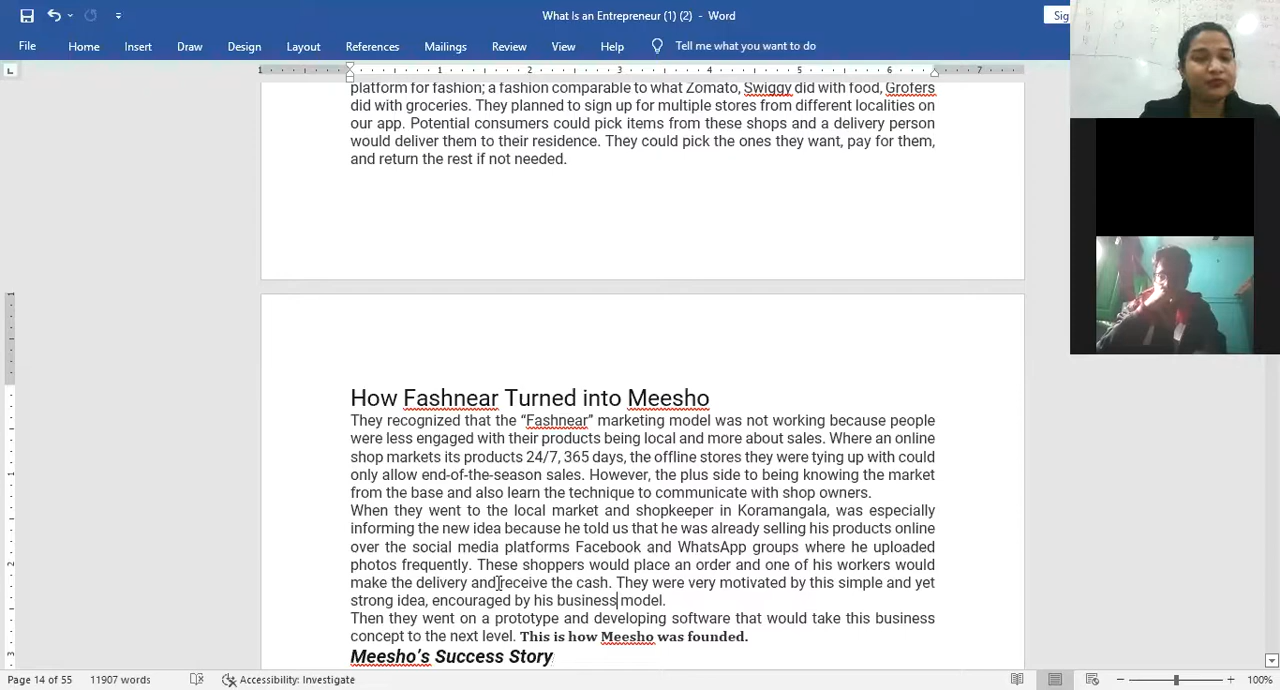 What Is an Entrepreneur (1) (2) - Word
Sig
File Home Insert Draw Design Layout References Mailings Review View Help Tell me what you want to do
1 1 2 3 4 5 6 7
platform for fashion; a fashion comparable to what Zomato, Swiggy did with food, Grofers
did with groceries. They planned to sign up for multiple stores from different localities on
our app. Potential consumers could pick items from these shops and a delivery person
would deliver them to their residence. They could pick the ones they want, pay for them,
and return the rest if not needed.
How Fashnear Turned into Meesho
They recognized that the “Fashnear” marketing model was not working because people
were less engaged with their products being local and more about sales. Where an online
shop markets its products 24/7, 365 days, the offline stores they were tying up with could
only allow end-of-the-season sales. However, the plus side to being knowing the market
from the base and also learn the technique to communicate with shop owners.
When they went to the local market and shopkeeper in Koramangala, was especially
informing the new idea because he told us that he was already selling his products online
over the social media platforms Facebook and WhatsApp groups where he uploaded
photos frequently. These shoppers would place an order and one of his workers would
make the delivery and receive the cash. They were very motivated by this simple and yet
strong idea, encouraged by his business model.
Then they went on a prototype and developing software that would take this business
concept to the next level. This is how Meesho was founded.
Meesho’s Success Story
Page 14 of 55 11907 words Accessibility: Investigate 100%